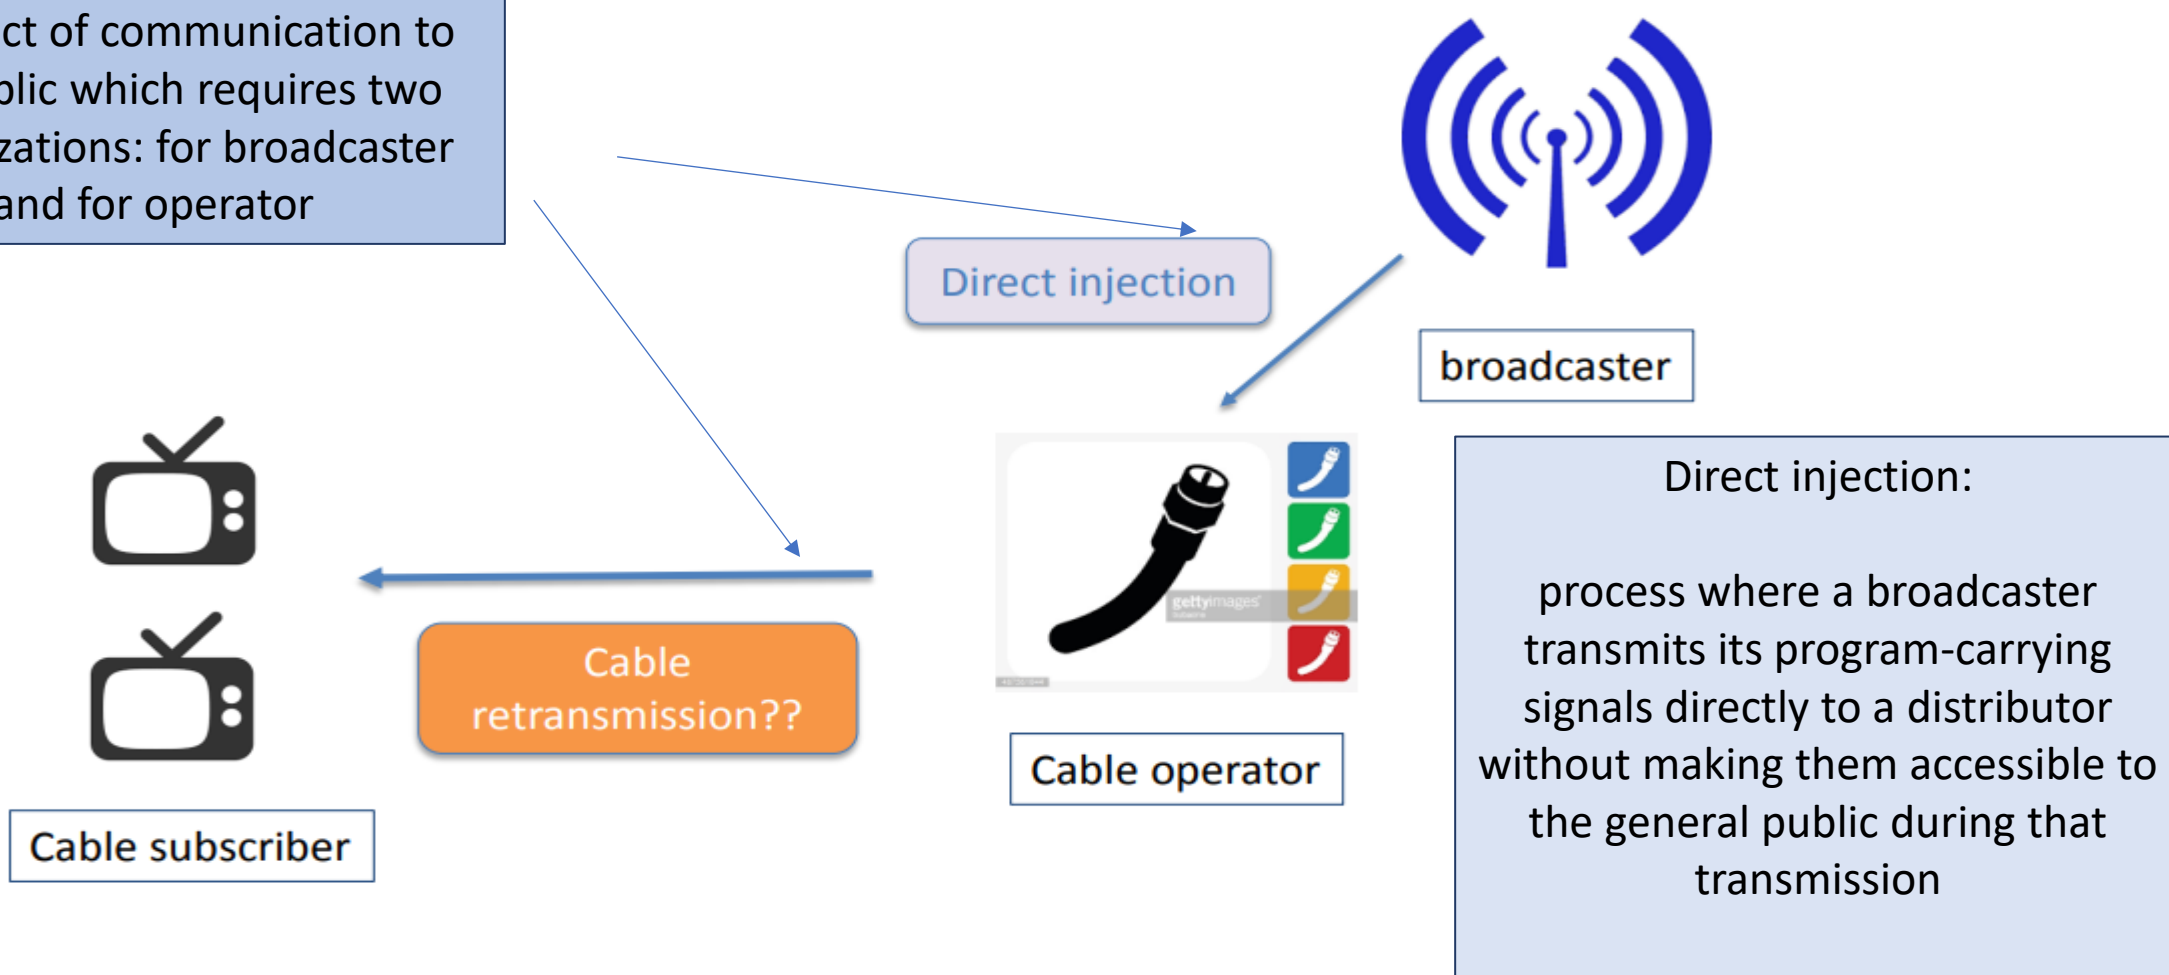 ct of communication to
blic which requires two
zations: for broadcaster
and for operator
Direct injection
broadcaster
Direct injection:
process where a broadcaster
transmits its program-carrying
signals directly to a distributor
without making them accessible to
the general public during that
transmission
gettyimages®
Cable
retransmission??
Cable operator
Cable subscriber